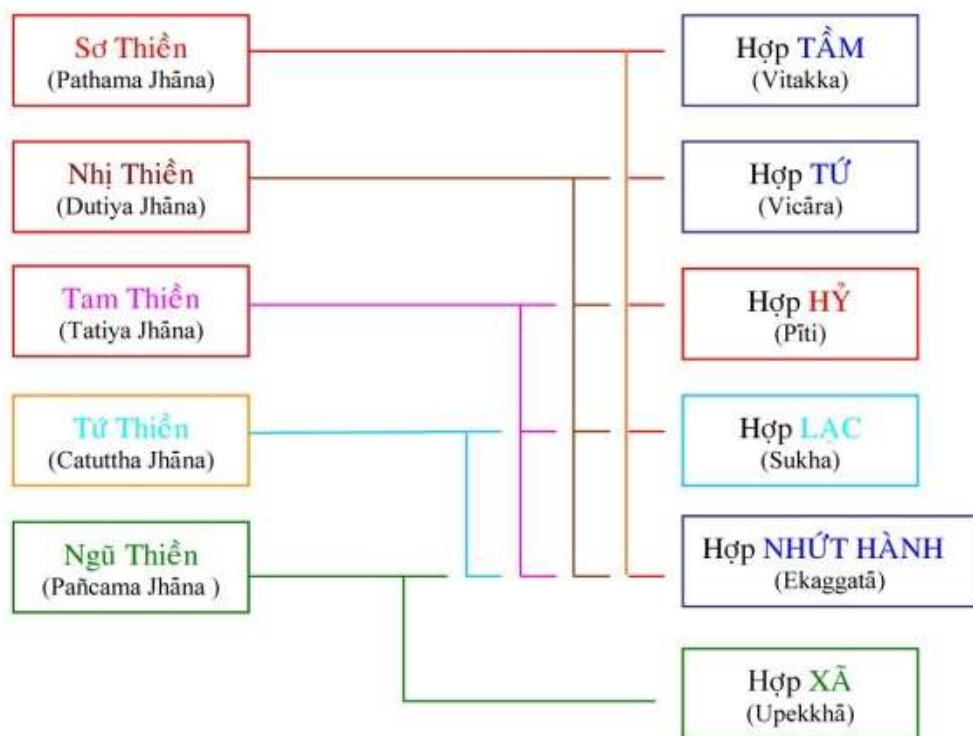 Sơ Thiền
(Pathama Jhāna)
Hợp TẦM
(Vitakka)
Nhị Thiền
(Dutiya Jhāna)
Hợp TỨ
(Vicāra)
Tam Thiền
(Tatiya Jhāna)
Hợp HỶ
(Pīti)
Tứ Thiền
(Catuttha Jhāna)
Hợp LẠC
(Sukha)
Ngũ Thiền
(Pañcama Jhāna )
Hợp NHỨT HÀNH
(Ekaggatā)
Hợp XÃ
(Upekkhā)